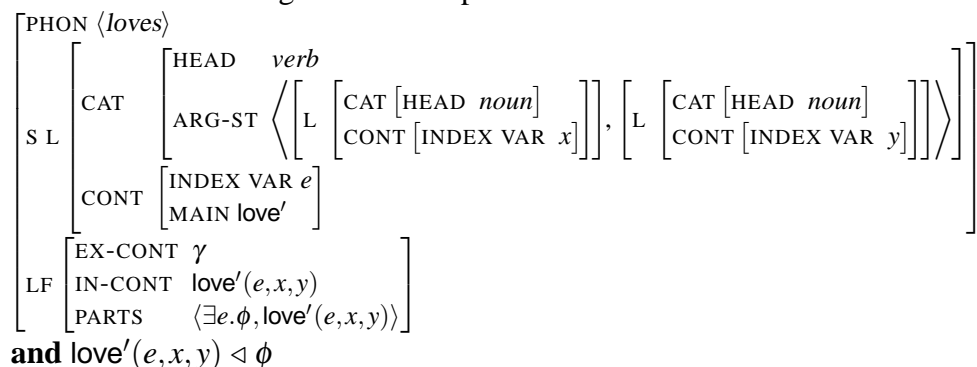 PHON ⟨loves⟩
S L
CAT
HEAD verb
ARG-ST ⟨[L [CAT [HEAD noun] CONT [INDEX VAR x]]], [L [CAT [HEAD noun] CONT [INDEX VAR y]]]⟩
CONT
INDEX VAR e
MAIN love′
LF
EX-CONT γ
IN-CONT love′(e,x,y)
PARTS ⟨∃e.ϕ,love′(e,x,y)⟩
and love′(e,x,y) ◁ ϕ